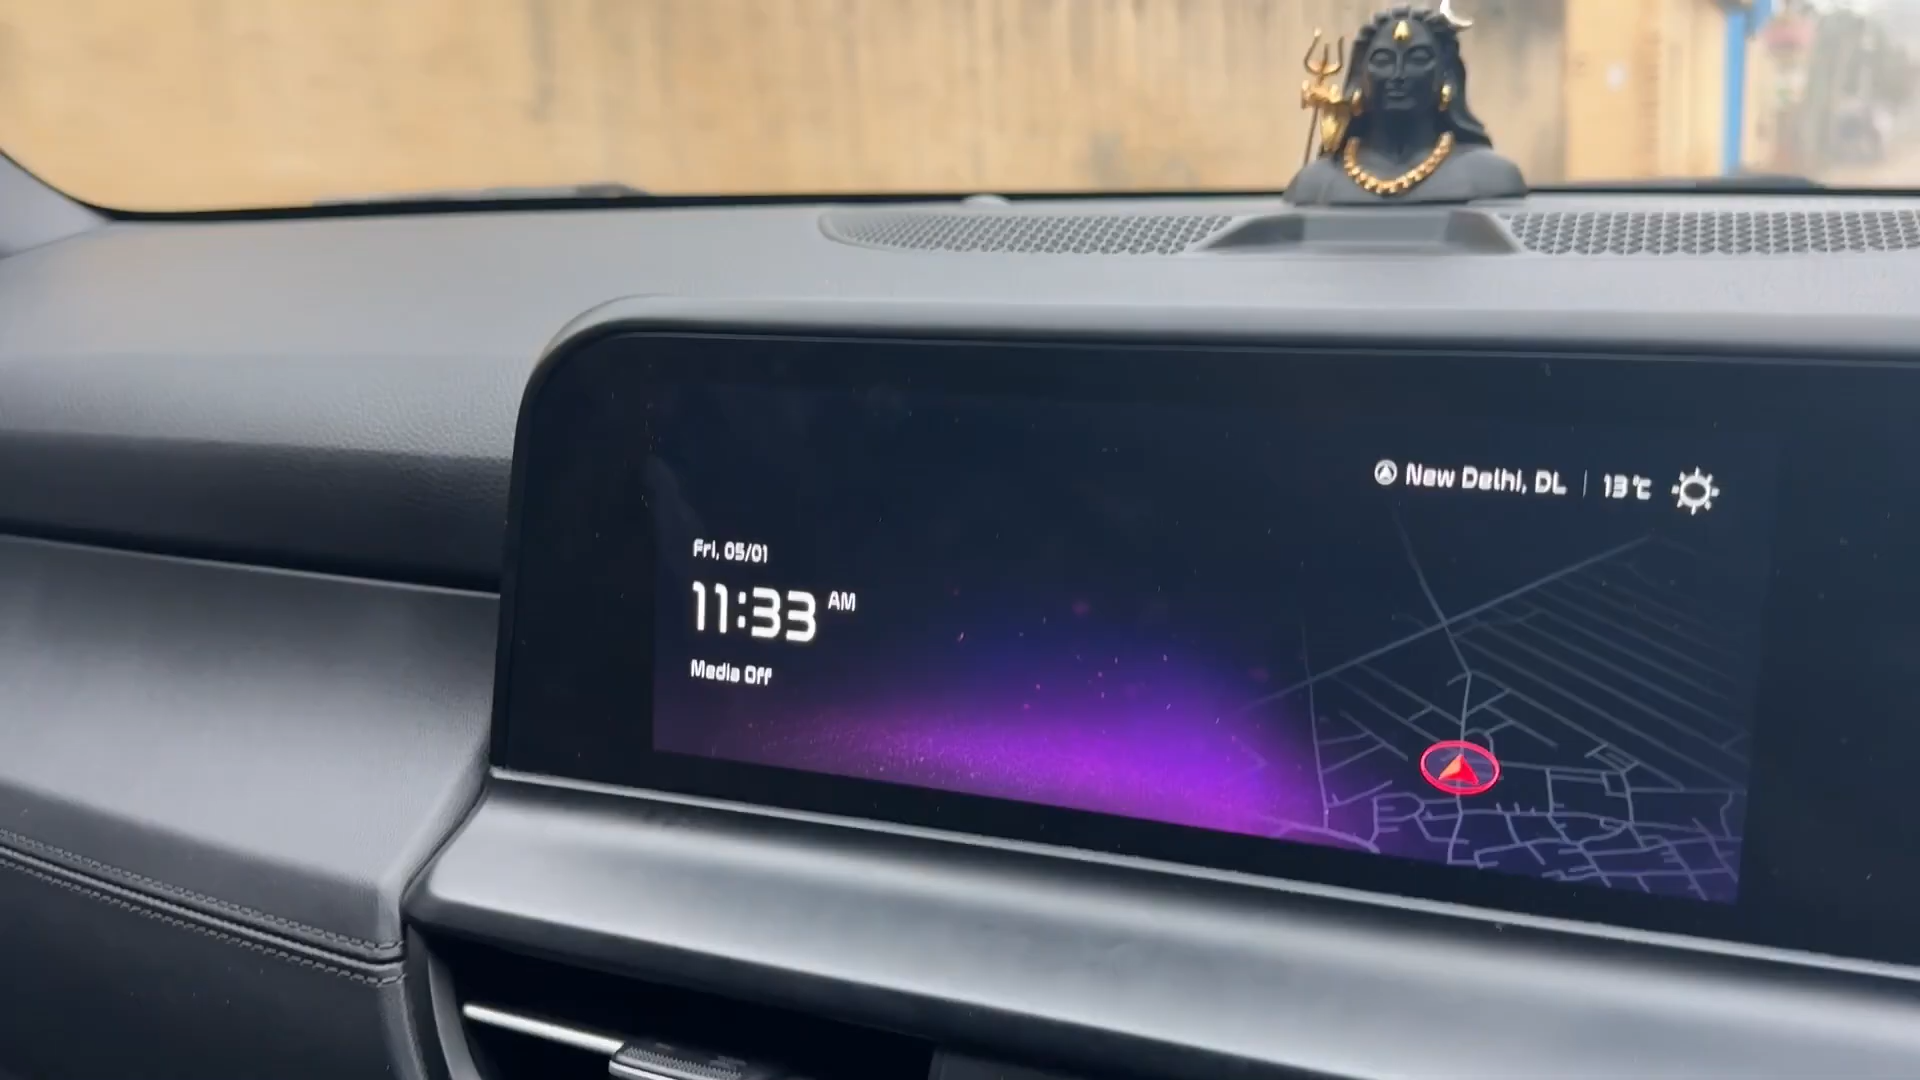 New Delhi, DL | 13°C
Fri, 05/01
11:33 AM
Media Off